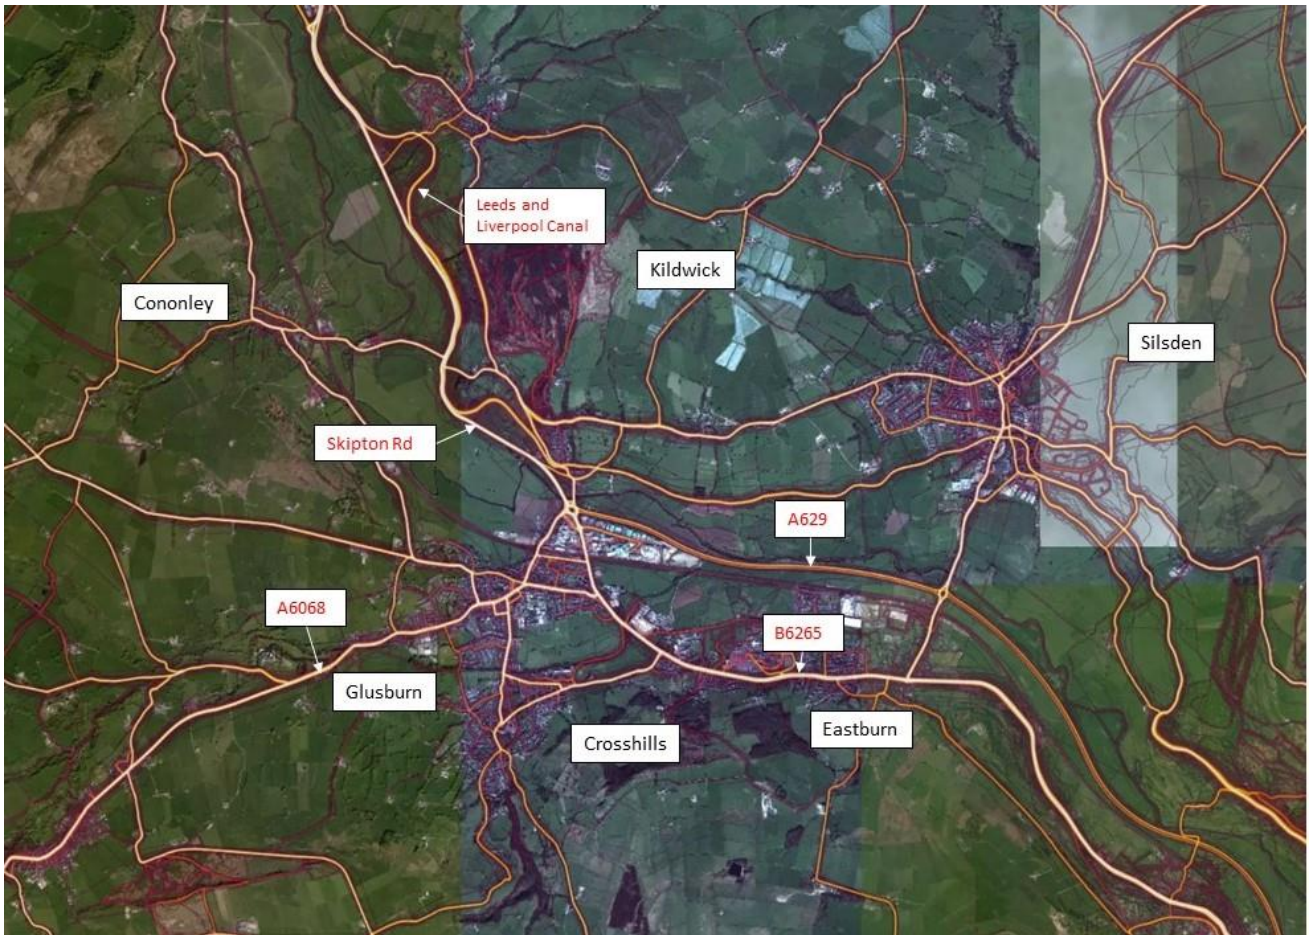 Leeds and
Liverpool Canal
Kildwick
Cononley
Silsden
Skipton Rd
A629
A6068
B6265
Glusburn
Eastburn
Crosshills